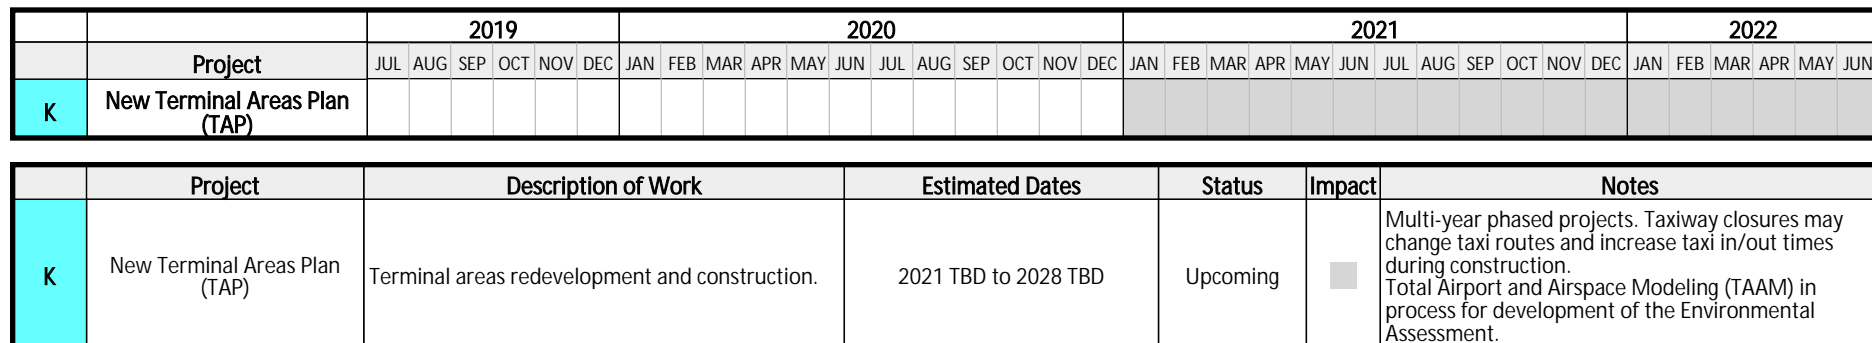 2019 2020 2021 2022
Project JUL AUG SEP OCT NOV DEC JAN FEB MAR APR MAY JUN JUL AUG SEP OCT NOV DEC JAN FEB MAR APR MAY JUN JUL AUG SEP OCT NOV DEC JAN FEB MAR APR MAY JUN
K New Terminal Areas Plan
(TAP)
Project Description of Work Estimated Dates Status Impact Notes
K
New Terminal Areas Plan
(TAP)
Terminal areas redevelopment and construction.
2021 TBD to 2028 TBD
Upcoming
Multi-year phased projects. Taxiway closures may
change taxi routes and increase taxi in/out times
during construction.
Total Airport and Airspace Modeling (TAAM) in
process for development of the Environmental
Assessment.